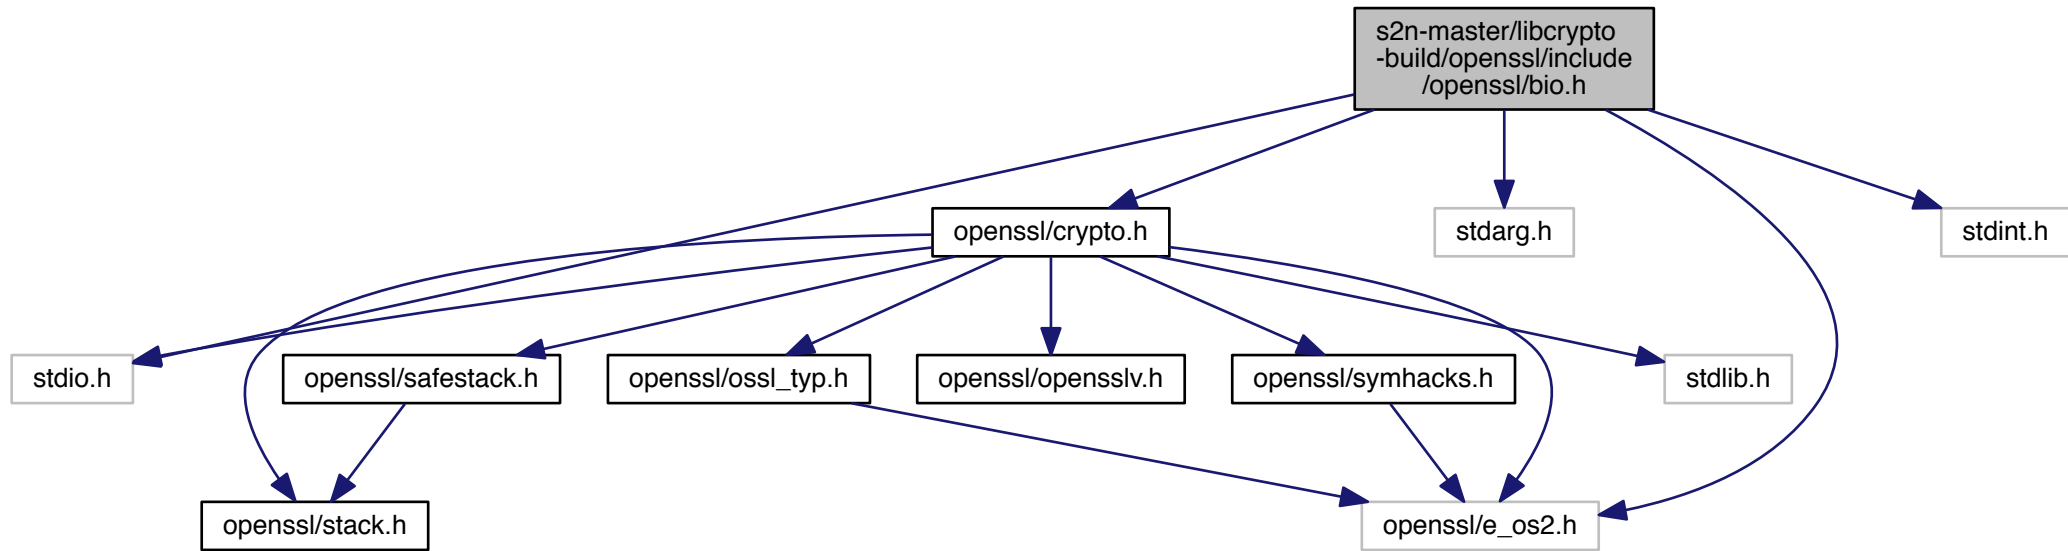 s2n-master/libcrypto
-build/openssl/include
/openssl/bio.h
openssl/crypto.h
stdarg.h
stdint.h
stdio.h
openssl/safestack.h
openssl/ossl_typ.h
openssl/opensslv.h
openssl/symhacks.h
stdlib.h
openssl/stack.h
openssl/e_os2.h